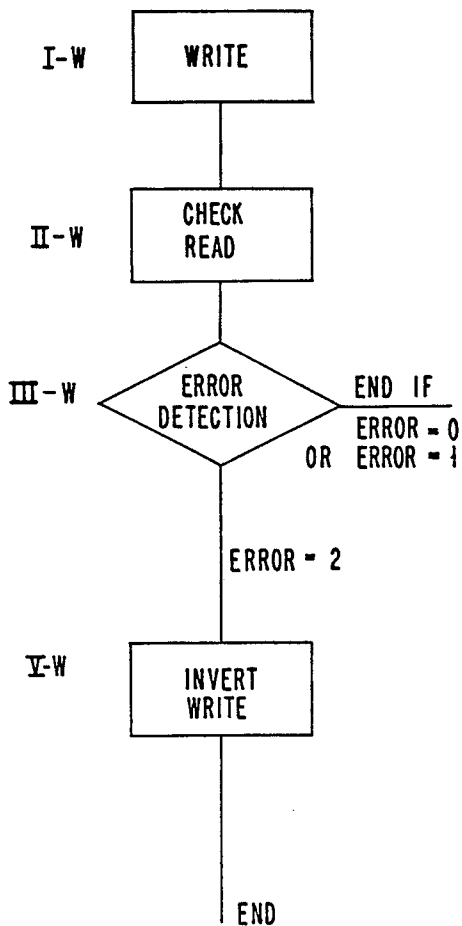 I-W
WRITE
II-W
CHECK
READ
III-W
ERROR
DETECTION
END IF
ERROR = 0
OR ERROR = 1
ERROR = 2
V-W
INVERT
WRITE
END